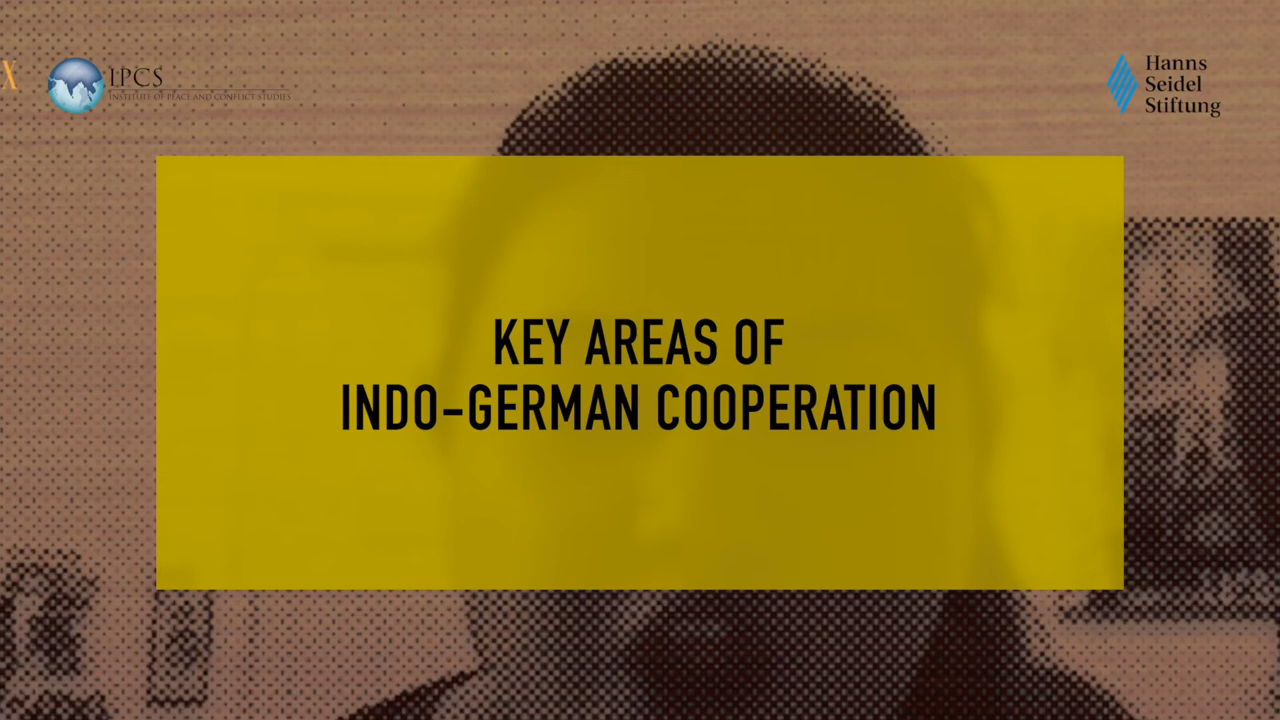 X
IPCS
INSTITUTE OF PEACE AND CONFLICT STUDIES
Hanns
Seidel
Stiftung
KEY AREAS OF
INDO-GERMAN COOPERATION